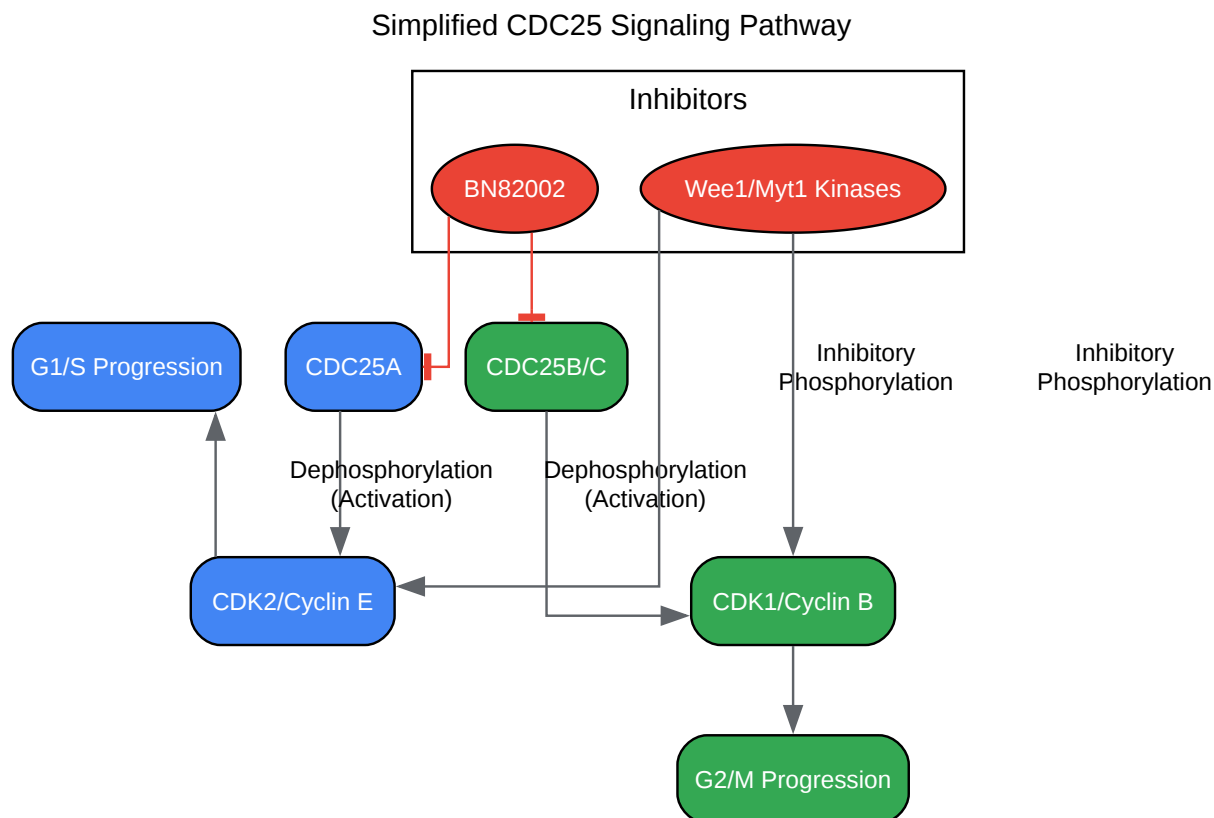 Simplified CDC25 Signaling Pathway
Inhibitors
BN82002
Wee1/Myt1 Kinases
G1/S Progression
CDC25A
CDC25B/C
Inhibitory
Phosphorylation
Inhibitory
Phosphorylation
Dephosphorylation
(Activation)
Dephosphorylation
(Activation)
CDK2/Cyclin E
CDK1/Cyclin B
G2/M Progression